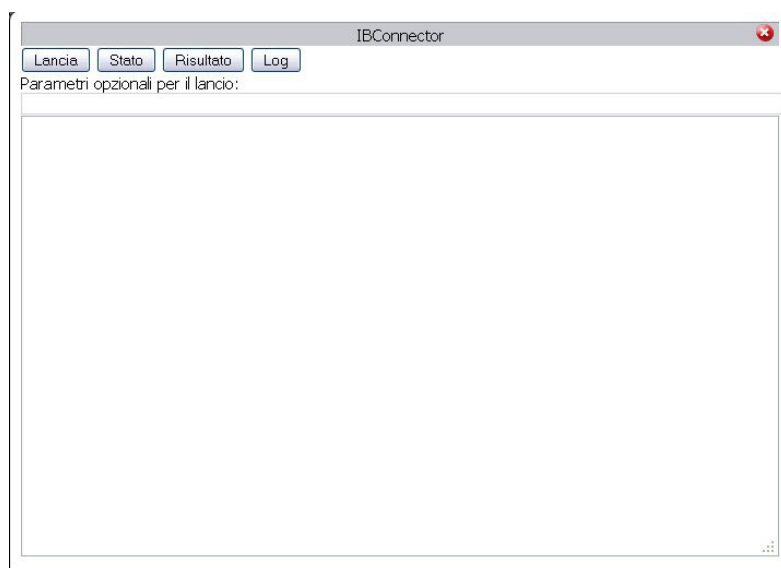 IBConnector
Lancia Stato Risultato Log
Parametri opzionali per il lancio: